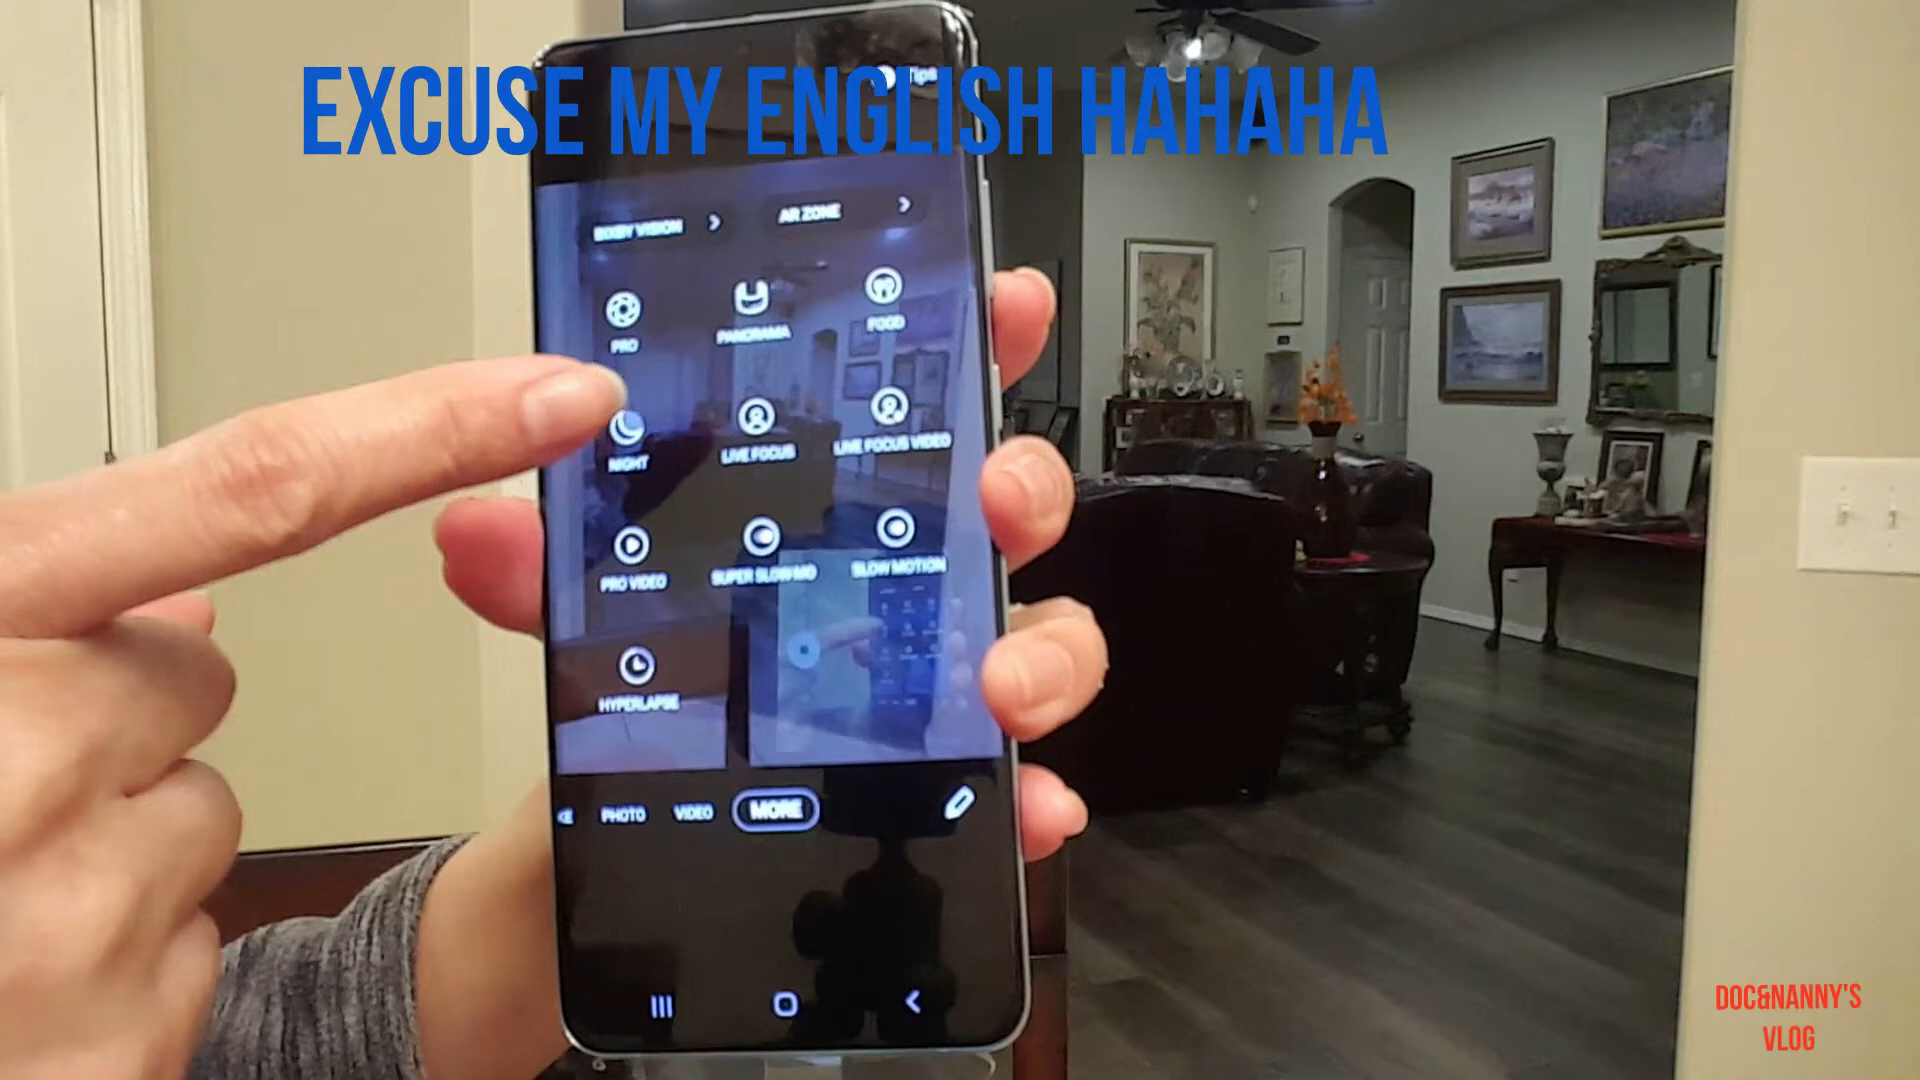 EXCUSE MY ENGLISH HAHAHA
Tips
BIXBY VISION
AR ZONE
PRO
PANORAMA
FOOD
NIGHT
LIVE FOCUS
LIVE FOCUS VIDEO
PRO VIDEO
SUPER SLOW-MO
SLOW MOTION
HYPERLAPSE
PHOTO
VIDEO
MORE
DOC&NANNY'S
VLOG